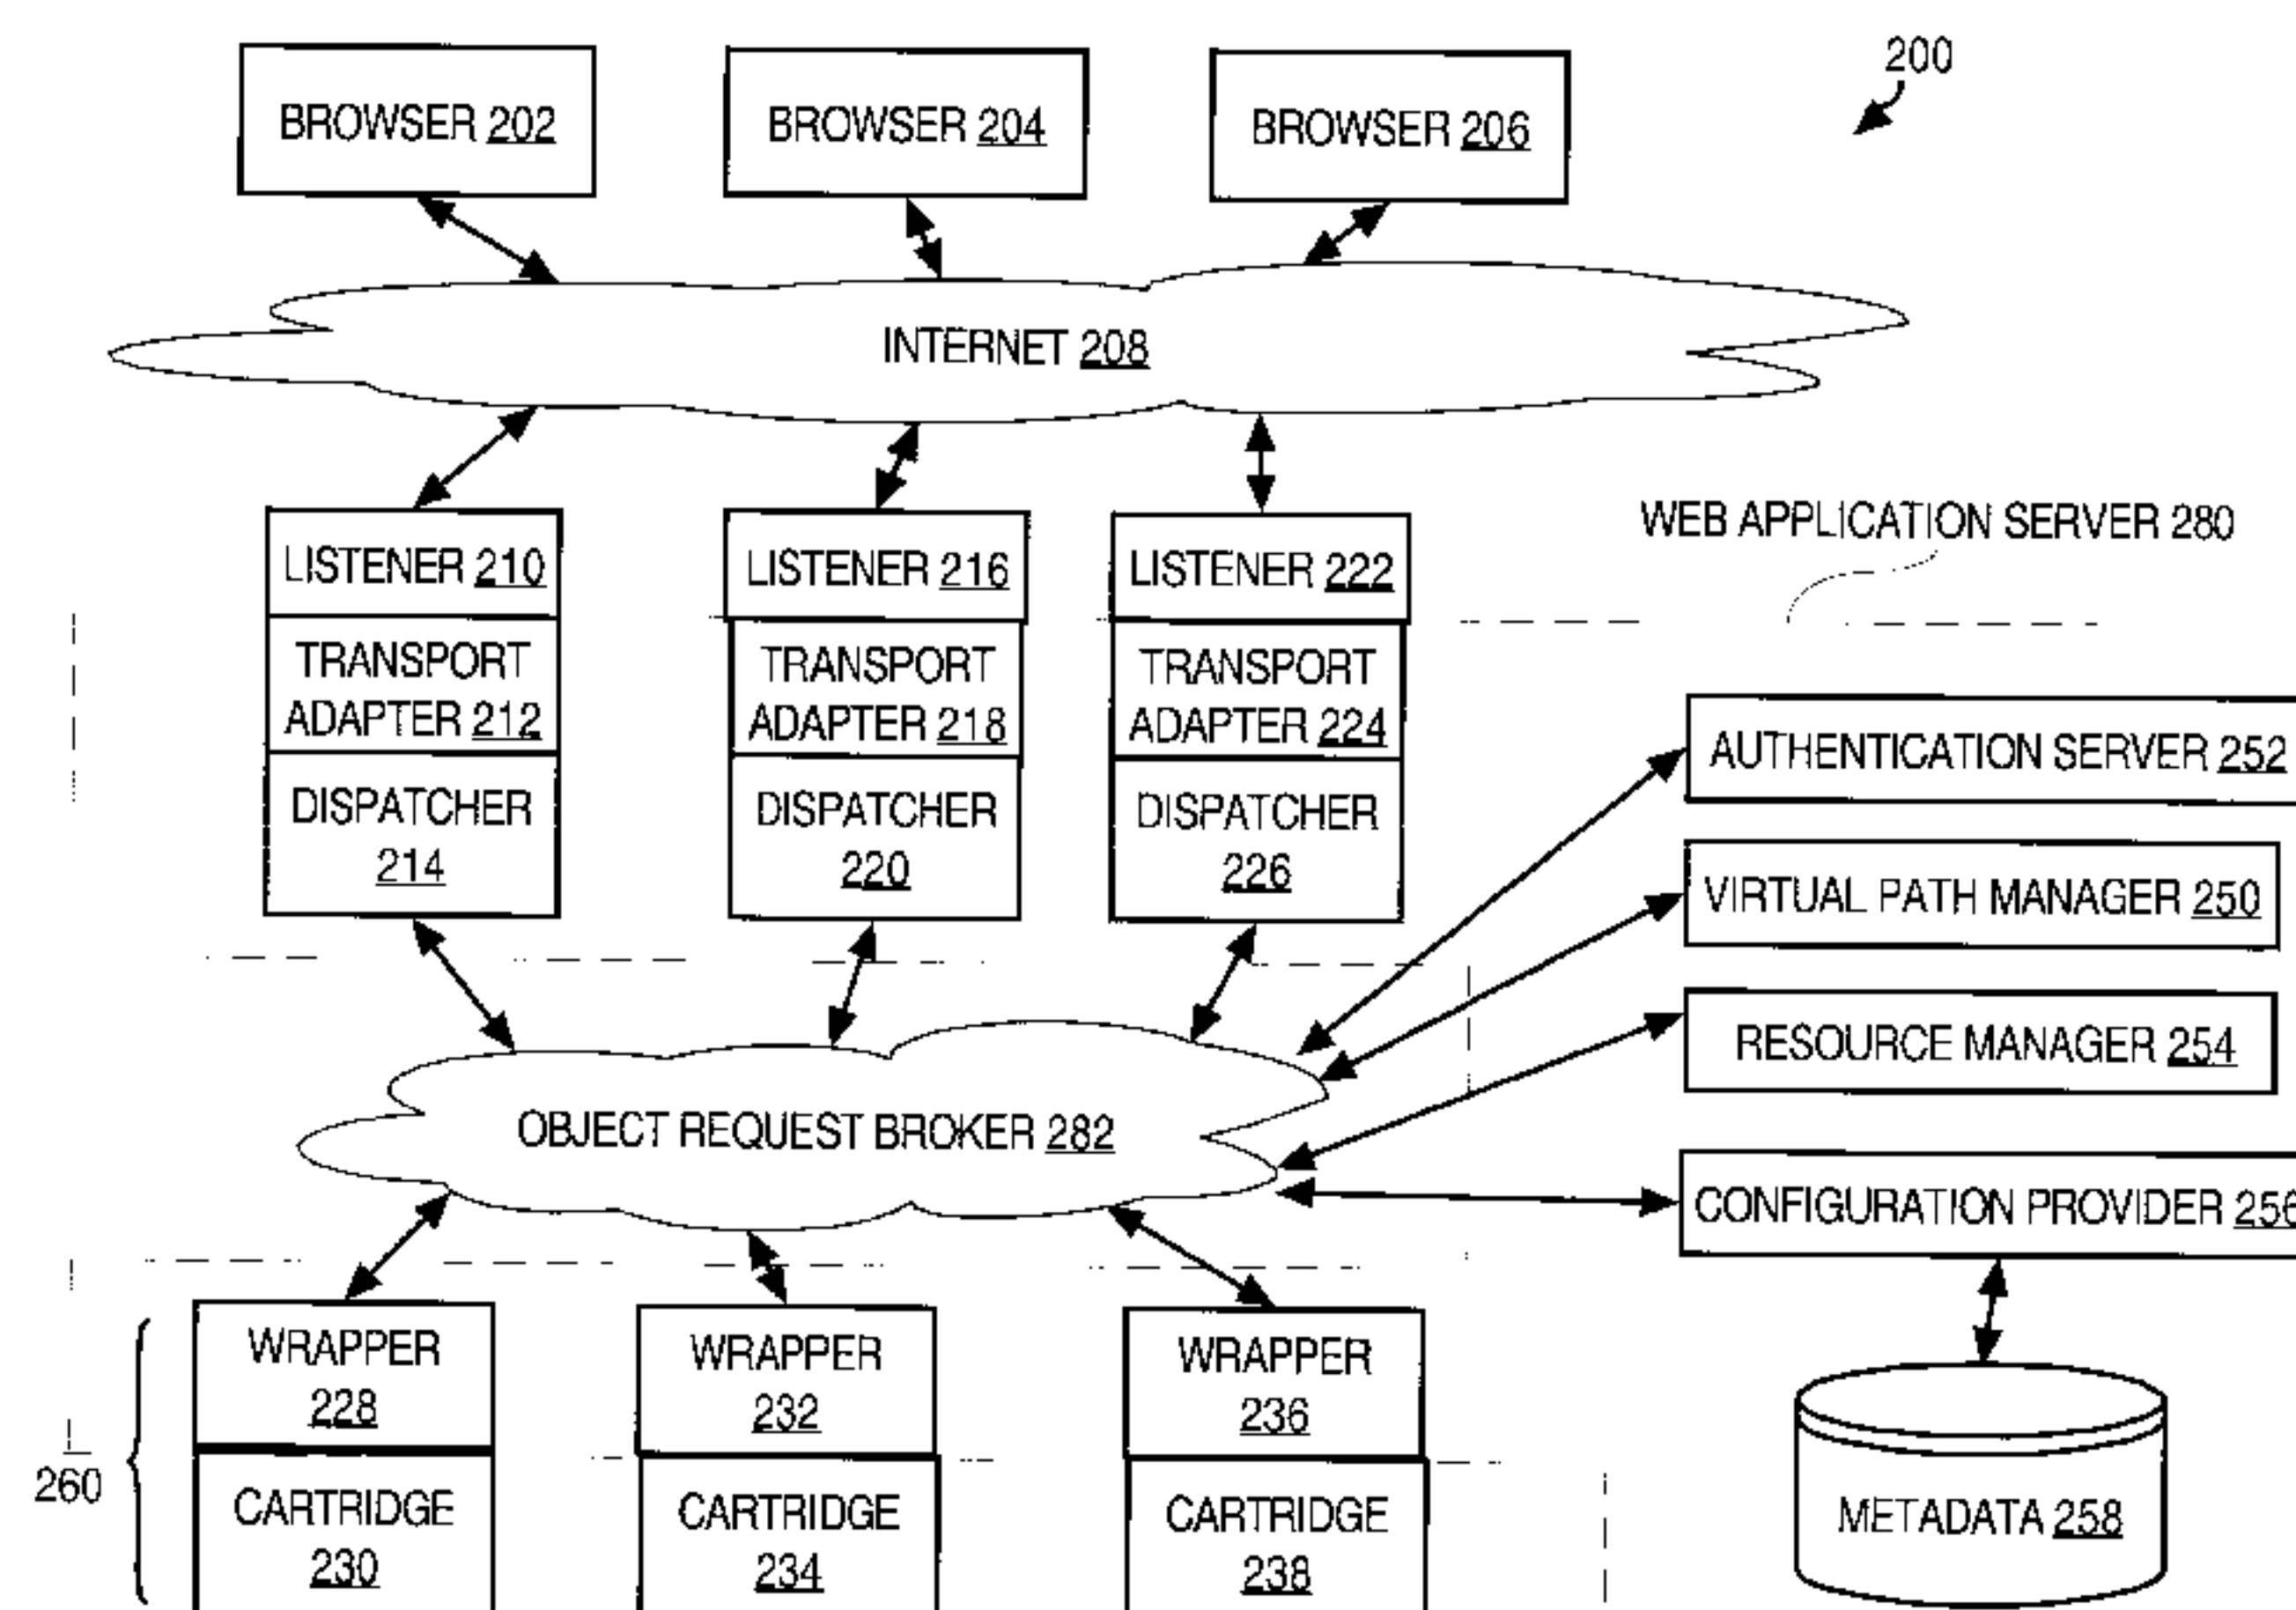 200
BROWSER 202
BROWSER 204
BROWSER 206
INTERNET 208
WEB APPLICATION SERVER 280
LISTENER 210
TRANSPORT
ADAPTER 212
DISPATCHER
214
LISTENER 216
TRANSPORT
ADAPTER 218
DISPATCHER
220
LISTENER 222
TRANSPORT
ADAPTER 224
DISPATCHER
226
AUTHENTICATION SERVER 252
VIRTUAL PATH MANAGER 250
RESOURCE MANAGER 254
CONFIGURATION PROVIDER 256
OBJECT REQUEST BROKER 282
260
WRAPPER
228
CARTRIDGE
230
WRAPPER
232
CARTRIDGE
234
WRAPPER
236
CARTRIDGE
238
METADATA 258